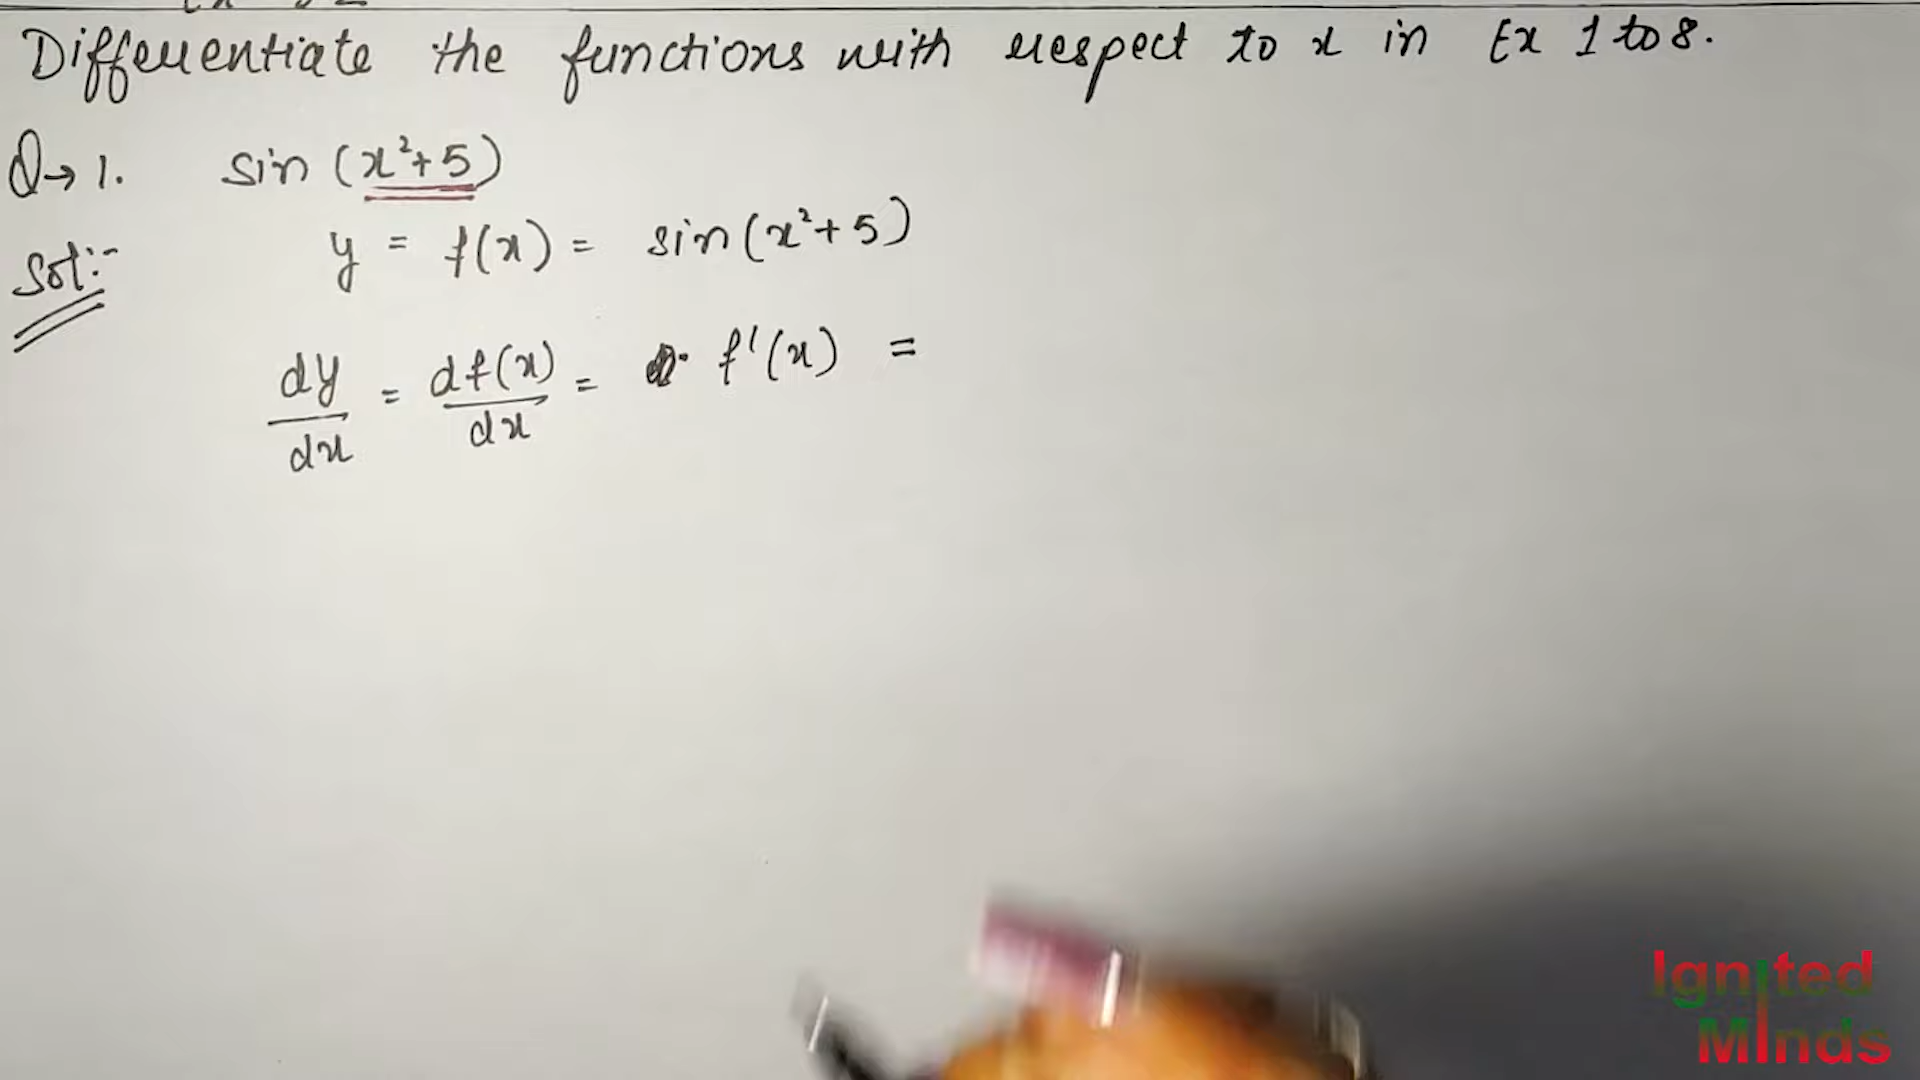 Differentiate the functions with respect to x in Ex 1 to 8.
Q→1. sin (x²+5)
Sol:-
y = f(x) = sin(x²+5)
dy/dx = df(x)/dx = f'(x) =
Ignited
Minds